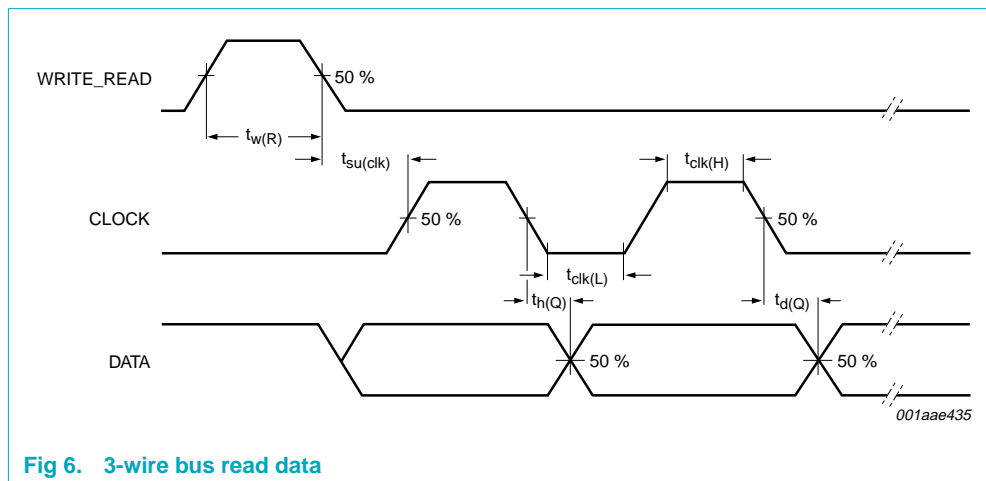 WRITE_READ
50 %
tw(R)
tsu(clk)
tclk(H)
CLOCK
50 %
50 %
tclk(L)
th(Q)
td(Q)
DATA
50 %
50 %
001aae435
Fig 6. 3-wire bus read data